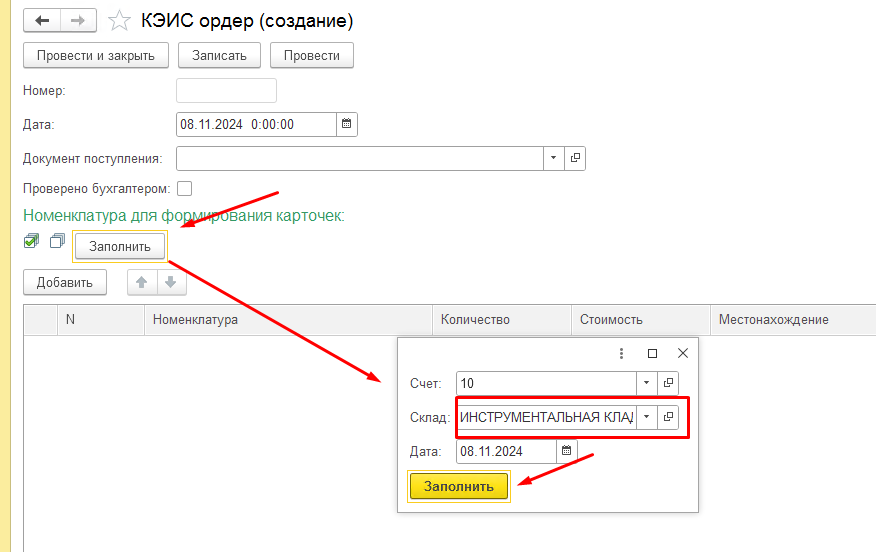 КЭИС ордер (создание)
Провести и закрыть Записать Провести
Номер:
Дата: 08.11.2024 0:00:00
Документ поступления:
Проверено бухгалтером:
Номенклатура для формирования карточек:
Заполнить
Добавить
N Номенклатура Количество Стоимость Местонахождение
Счет: 10
Склад: ИНСТРУМЕНТАЛЬНАЯ КЛАД
Дата: 08.11.2024
Заполнить